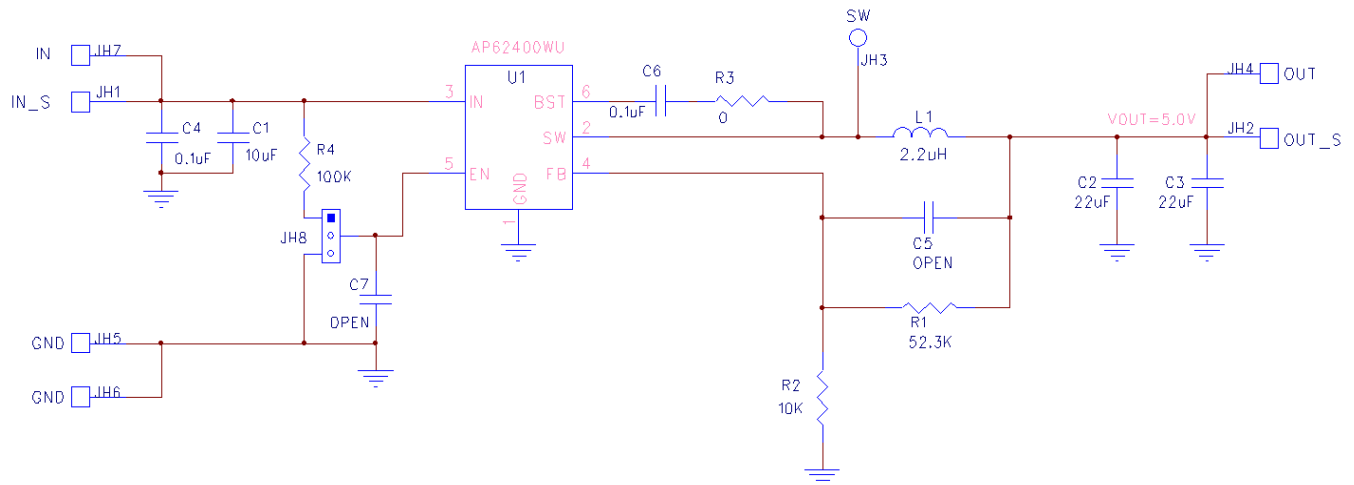 SW
IN
JH7
AP62400WU
U1
C6
R3
JH3
JH4
OUT
IN_S
JH1
3
IN
BST
6
0.1uF
0
L1
VOUT=5.0V
JH2
OUT_S
C4
0.1uF
C1
10uF
SW
2
2.2uH
R4
100K
5
EN
FB
4
GND
1
C2
22uF
C3
22uF
JH8
C5
OPEN
C7
OPEN
R1
52.3K
GND
JH5
GND
JH6
R2
10K